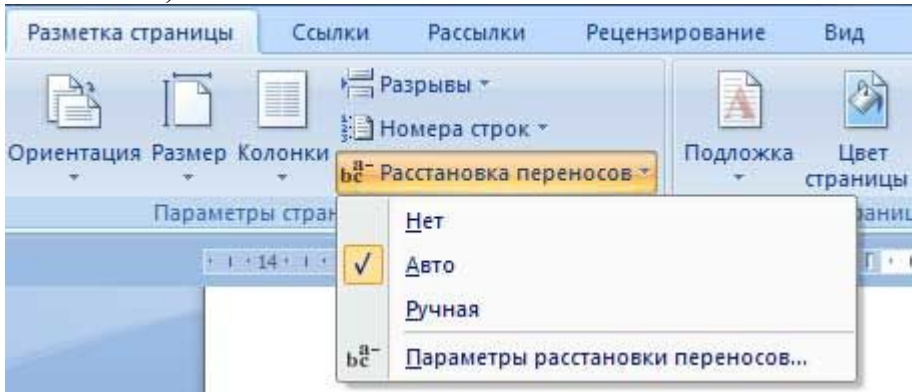 Разметка страницы Ссылки Рассылки Рецензирование Вид
Разрывы
Номера строк
Ориентация Размер Колонки Расстановка переносов Подложка Цвет страницы
Параметры
Нет
14
Авто
Ручная
Параметры расстановки переносов...